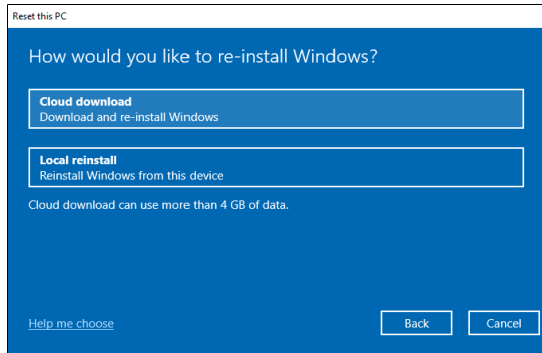 Reset this PC
How would you like to re-install Windows?
Cloud download
Download and re-install Windows
Local reinstall
Reinstall Windows from this device
Cloud download can use more than 4 GB of data.
Help me choose
Back
Cancel